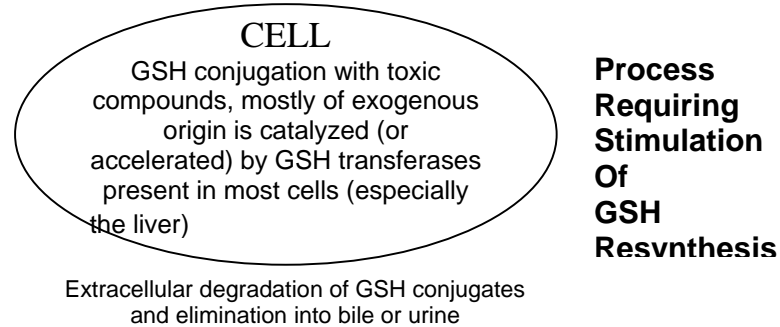 CELL
GSH conjugation with toxic
compounds, mostly of exogenous
origin is catalyzed (or
accelerated) by GSH transferases
present in most cells (especially
the liver)
Extracellular degradation of GSH conjugates
and elimination into bile or urine
Process
Requiring
Stimulation
Of
GSH
Resynthesis